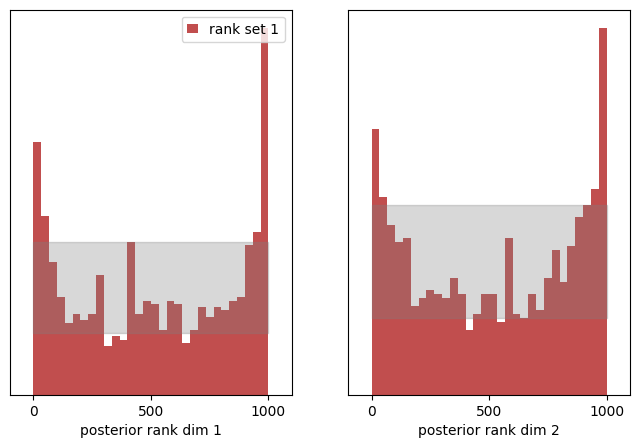 rank set 1
0 500 1000
posterior rank dim 1
0 500 1000
posterior rank dim 2